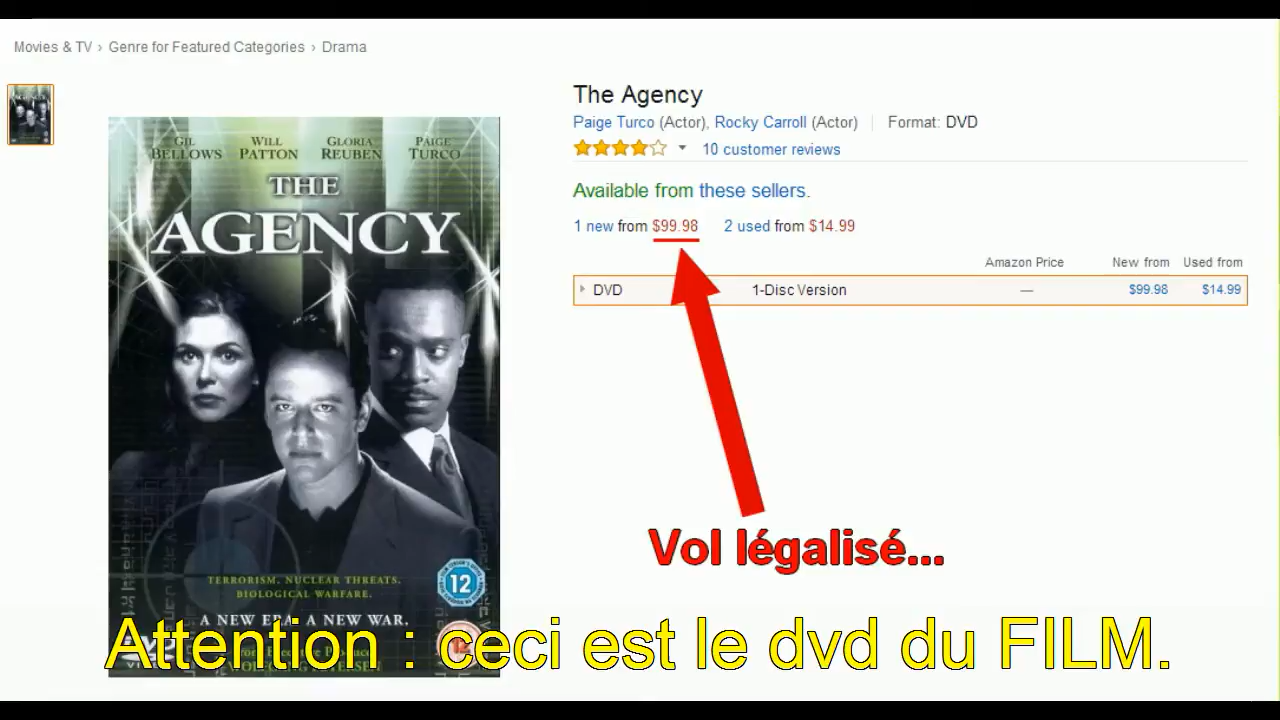 Movies & TV › Genre for Featured Categories › Drama
The Agency
Paige Turco (Actor), Rocky Carroll (Actor) | Format: DVD
10 customer reviews
Available from these sellers.
1 new from $99.98 2 used from $14.99
Amazon Price New from Used from
DVD 1-Disc Version — $99.98 $14.99
GIL BELLOWS WILL PATTON GLORIA REUBEN PAIGE TURCO
THE
AGENCY
TERRORISM. NUCLEAR THREATS.
BIOLOGICAL WARFARE.
12
A NEW ERA. A NEW WAR.
Vol légalisé...
Attention : ceci est le dvd du FILM.